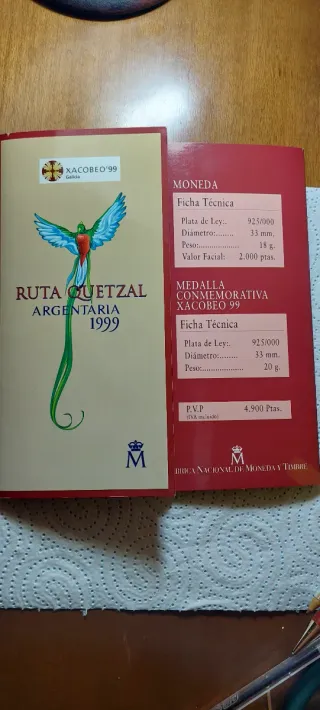 XACOBEO'99
Galicia
RUTA QUETZAL
ARGENTARIA
1999
M
MONEDA
Ficha Técnica
Plata de Ley:. 925/000
Diámetro:........ 33 mm.
Peso:..................... 18 g.
Valor Facial: 2.000 ptas.
MEDALLA
CONMEMORATIVA
XACOBEO 99
Ficha Técnica
Plata de Ley: 925/000
Diámetro:........ 33 mm.
Peso:..................... 20 g.
P.V.P 4.900 Ptas.
(IVA incluido)
M
BRICA NACIONAL DE MONEDA Y TIMBRE